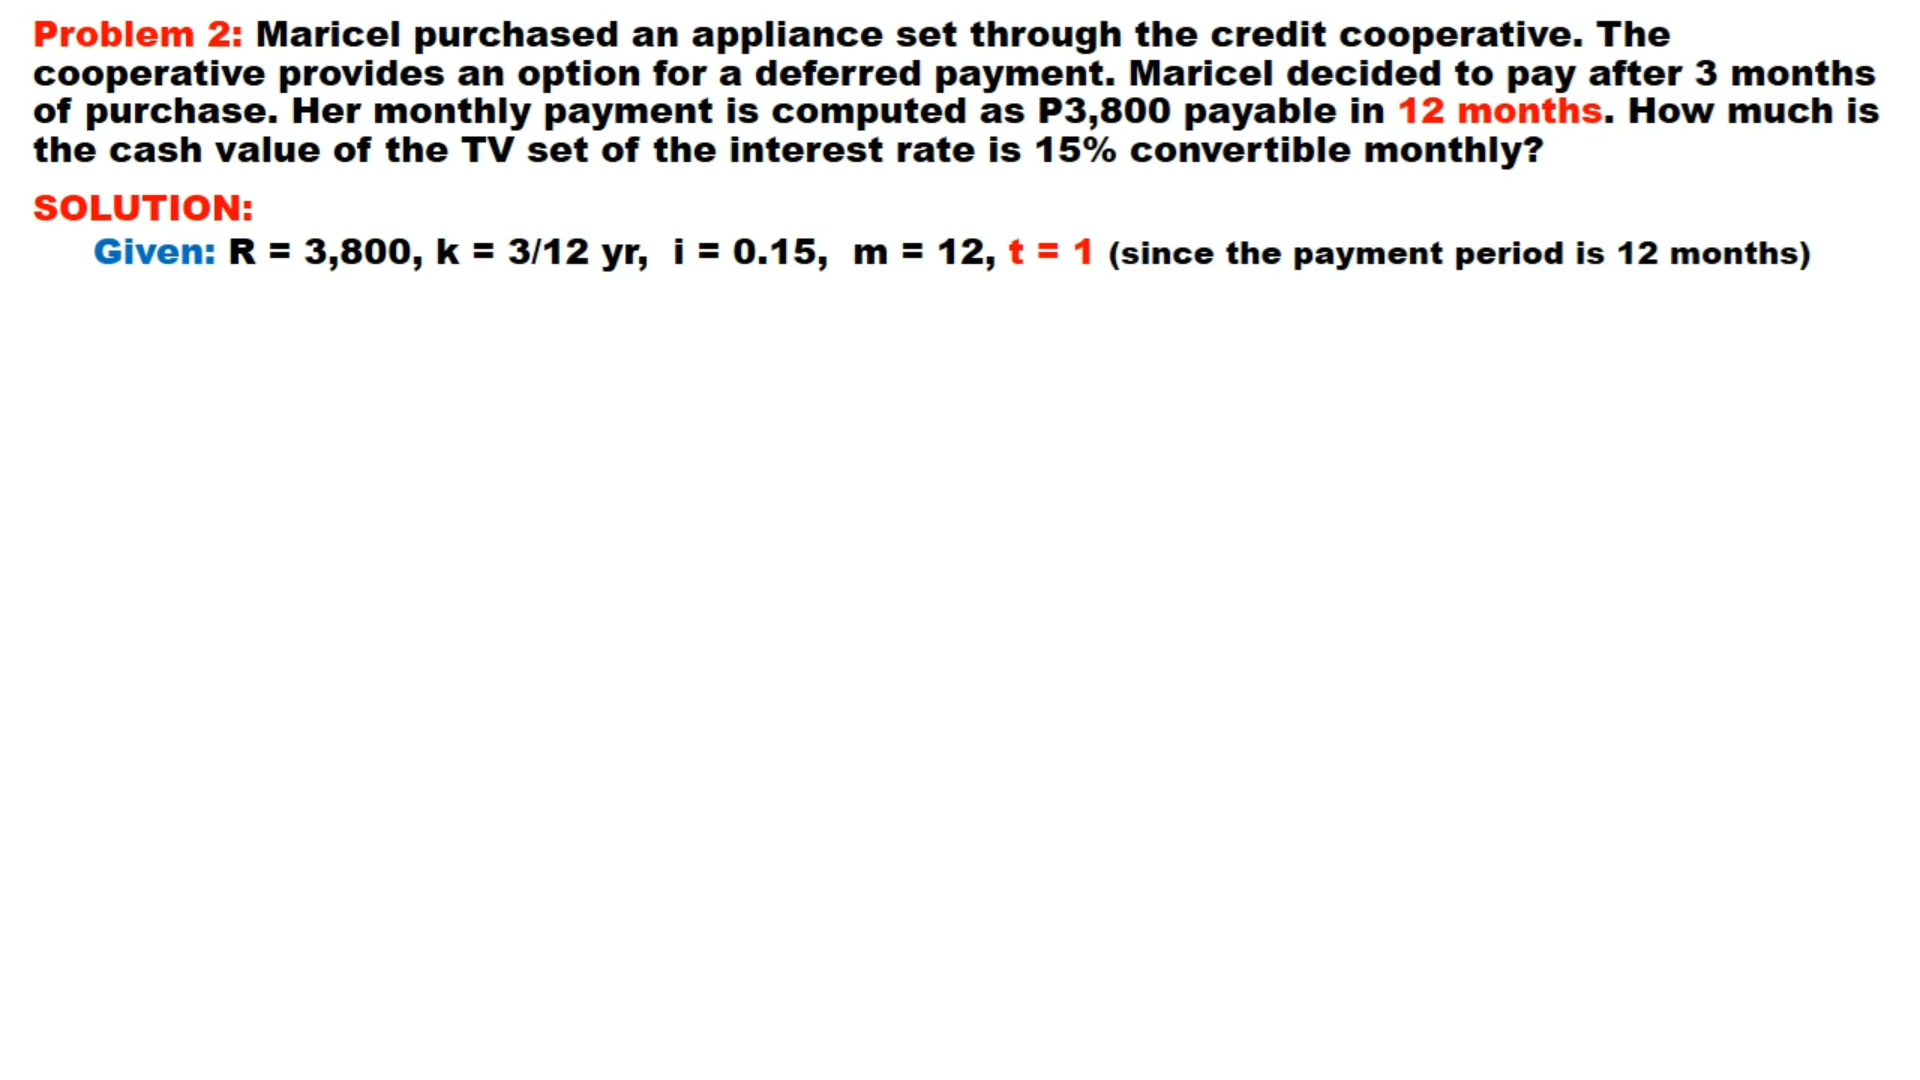 Problem 2: Maricel purchased an appliance set through the credit cooperative. The
cooperative provides an option for a deferred payment. Maricel decided to pay after 3 months
of purchase. Her monthly payment is computed as P3,800 payable in 12 months. How much is
the cash value of the TV set of the interest rate is 15% convertible monthly?
SOLUTION:
Given: R = 3,800, k = 3/12 yr, i = 0.15, m = 12, t = 1 (since the payment period is 12 months)